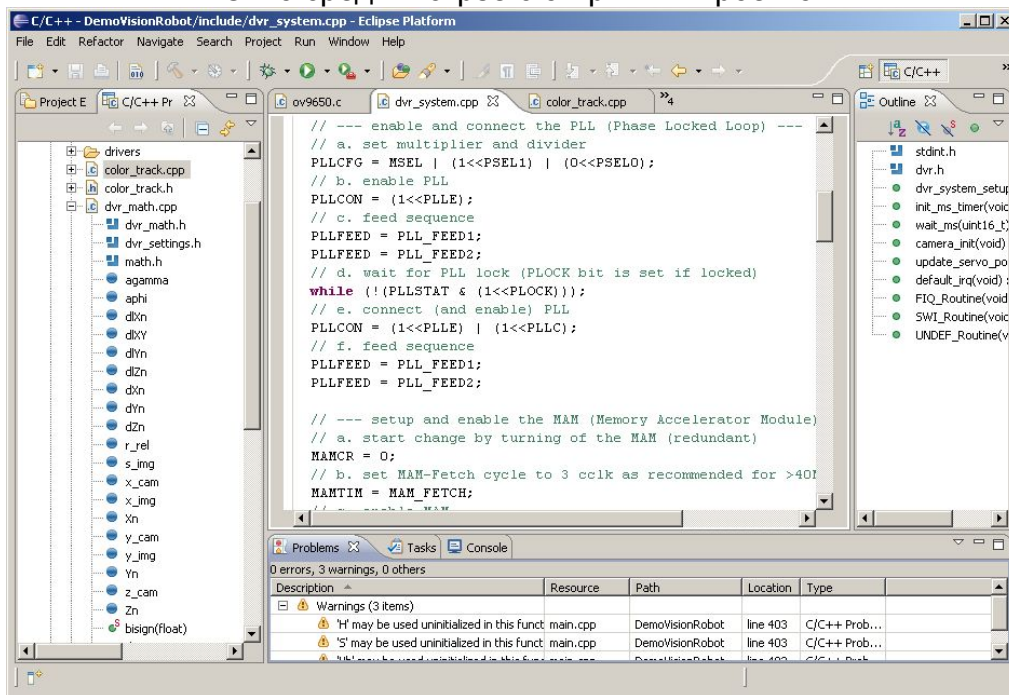 C/C++ - DemoVisionRobot/include/dvr_system.cpp - Eclipse Platform
File Edit Refactor Navigate Search Project Run Window Help
C/C++
Project E C/C++ Pr
drivers
color_track.cpp
color_track.h
dvr_math.cpp
dvr_math.h
dvr_settings.h
math.h
agamma
aphi
dlXn
dlXY
dlYn
dlZn
dXn
dYn
dZn
r_rel
s_img
x_cam
x_img
Xn
y_cam
y_img
Yn
z_cam
Zn
bisign(float)
ov9650.c dvr_system.cpp color_track.cpp »4
// --- enable and connect the PLL (Phase Locked Loop) ---
// a. set multiplier and divider
PLLCFG = MSEL | (1<<PSEL1) | (0<<PSEL0);
// b. enable PLL
PLLCON = (1<<PLLE);
// c. feed sequence
PLLFEED = PLL_FEED1;
PLLFEED = PLL_FEED2;
// d. wait for PLL lock (PLOCK bit is set if locked)
while (!(PLLSTAT & (1<<PLOCK)));
// e. connect (and enable) PLL
PLLCON = (1<<PLLE) | (1<<PLLC);
// f. feed sequence
PLLFEED = PLL_FEED1;
PLLFEED = PLL_FEED2;
// --- setup and enable the MAM (Memory Accelerator Module)
// a. start change by turning of the MAM (redundant)
MAMCR = 0;
// b. set MAM-Fetch cycle to 3 cclk as recommended for >40M
MAMTIM = MAM_FETCH;
Outline
stdint.h
dvr.h
dvr_system_setup
init_ms_timer(voic
wait_ms(uint16_t)
camera_init(void)
update_servo_po
default_irq(void) :
FIQ_Routine(void
SWI_Routine(voic
UNDEF_Routine(v
Problems Tasks Console
0 errors, 3 warnings, 0 others
Description Resource Path Location Type
Warnings (3 items)
'H' may be used uninitialized in this funct main.cpp DemoVisionRobot line 403 C/C++ Prob...
'S' may be used uninitialized in this funct main.cpp DemoVisionRobot line 403 C/C++ Prob...